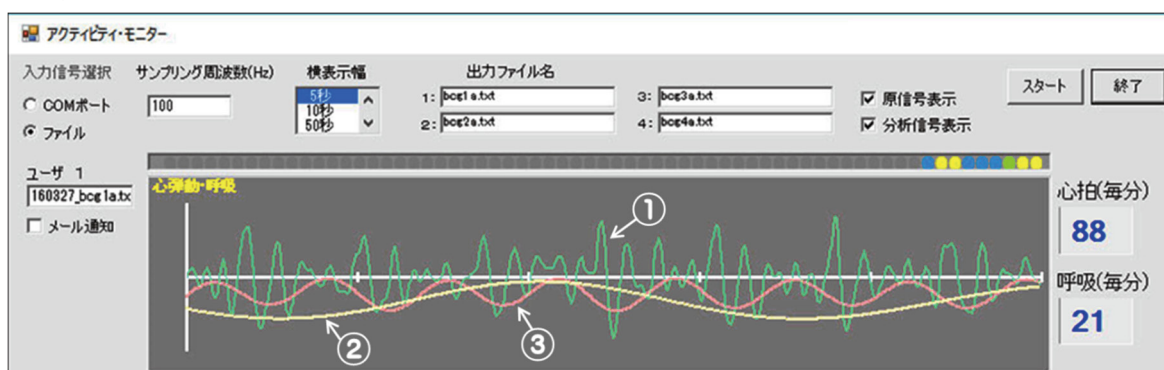 アクティビティ・モニター
入力信号選択 サンプリング周波数(Hz) 横表示幅 出力ファイル名
COMポート
ファイル
100
5秒
10秒
50秒
1: bcg1a.txt
2: bcg2a.txt
3: bcg3a.txt
4: bcg4a.txt
原信号表示
分析信号表示
スタート 終了
ユーザ 1
160327_bcg1a.tx
メール通知
心弾動・呼吸
①
②
③
心拍(毎分)
88
呼吸(毎分)
21